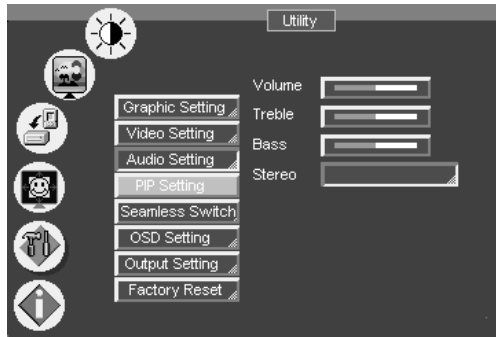 Utility
Graphic Setting
Video Setting
Audio Setting
PIP Setting
Seamless Switch
OSD Setting
Output Setting
Factory Reset
Volume
Treble
Bass
Stereo